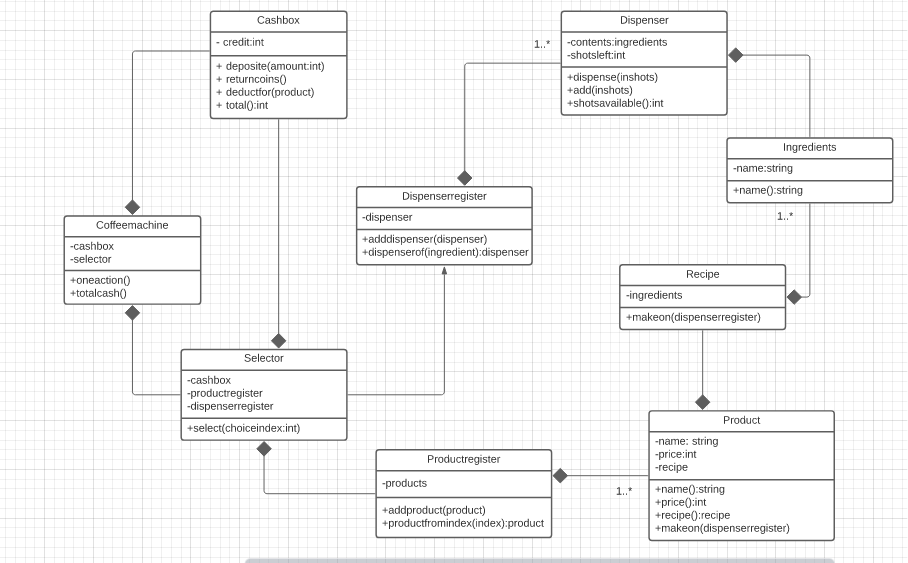 Cashbox
- credit:int
+ deposite(amount:int)
+ returncoins()
+ deductfor(product)
+ total():int
Dispenser
1..*
-contents:ingredients
-shotsleft:int
+dispense(inshots)
+add(inshots)
+shotsavailable():int
Ingredients
-name:string
+name():string
1..*
Dispenserregister
-dispenser
+adddispenser(dispenser)
+dispenserof(ingredient):dispenser
Coffeemachine
-cashbox
-selector
+oneaction()
+totalcash()
Recipe
-ingredients
+makeon(dispenserregister)
Selector
-cashbox
-productregister
-dispenserregister
+select(choiceindex:int)
Product
-name: string
-price:int
-recipe
+name():string
+price():int
+recipe():recipe
+makeon(dispenserregister)
Productregister
-products
+addproduct(product)
+productfromindex(index):product
1..*